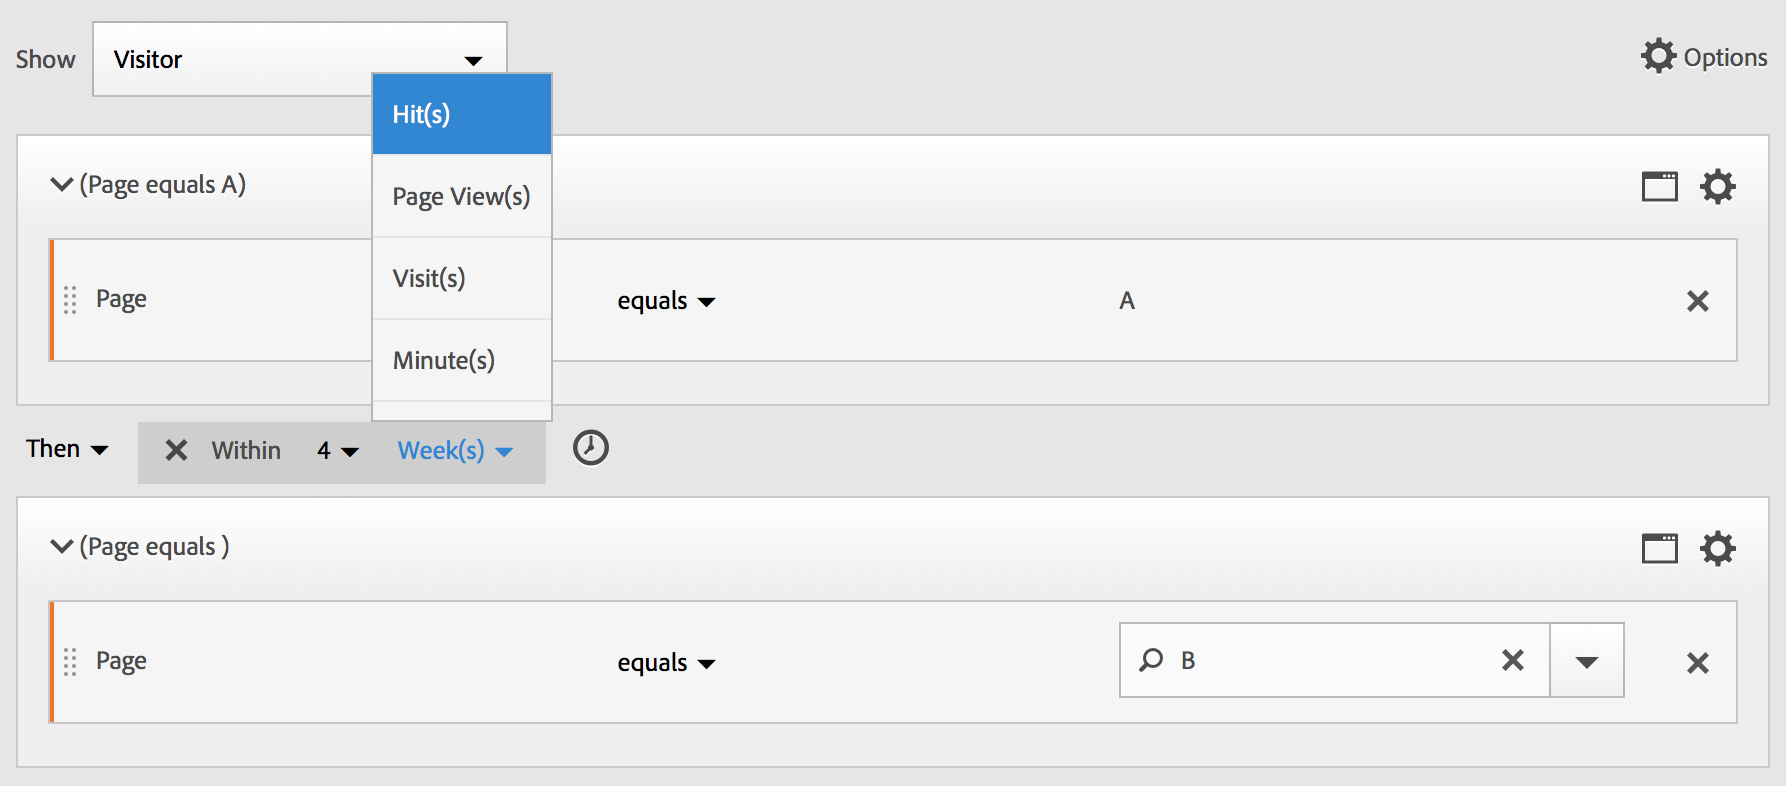 Show Visitor Options
Hit(s)
(Page equals A)
Page View(s)
Visit(s)
Page equals A
Minute(s)
Then Within 4 Week(s)
(Page equals )
Page equals B